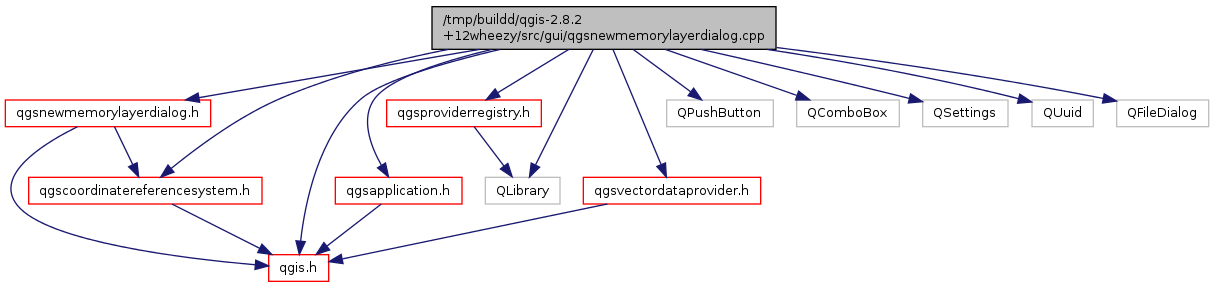 /tmp/buildd/qgis-2.8.2
+12wheezy/src/gui/qgsnewmemorylayerdialog.cpp
qgsnewmemorylayerdialog.h
qgsproviderregistry.h
QPushButton
QComboBox
QSettings
QUuid
QFileDialog
qgscoordinatereferencesystem.h
qgsapplication.h
QLibrary
qgsvectordataprovider.h
qgis.h